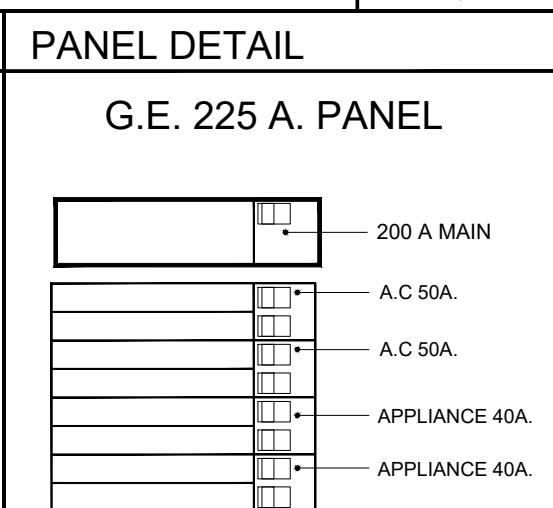 PANEL DETAIL
G.E. 225 A. PANEL
200 A MAIN
A.C 50A.
A.C 50A.
APPLIANCE 40A.
APPLIANCE 40A.